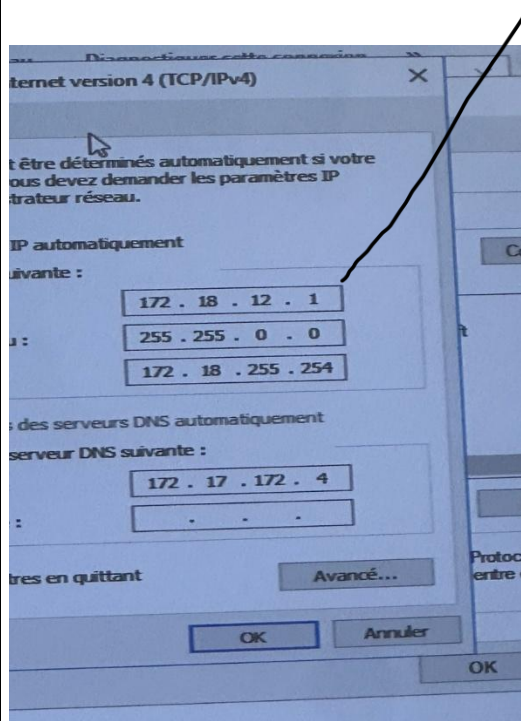 Diagnostiquer cette connexion »
ternet version 4 (TCP/IPv4)
t être déterminés automatiquement si votre
ous devez demander les paramètres IP
trateur réseau.
IP automatiquement
uivante :
172 . 18 . 12 . 1
255 . 255 . 0 . 0
172 . 18 . 255 . 254
des serveurs DNS automatiquement
serveur DNS suivante :
172 . 17 . 172 . 4
. . .
tres en quittant
Avancé...
Protoc
entre
OK
Annuler
OK